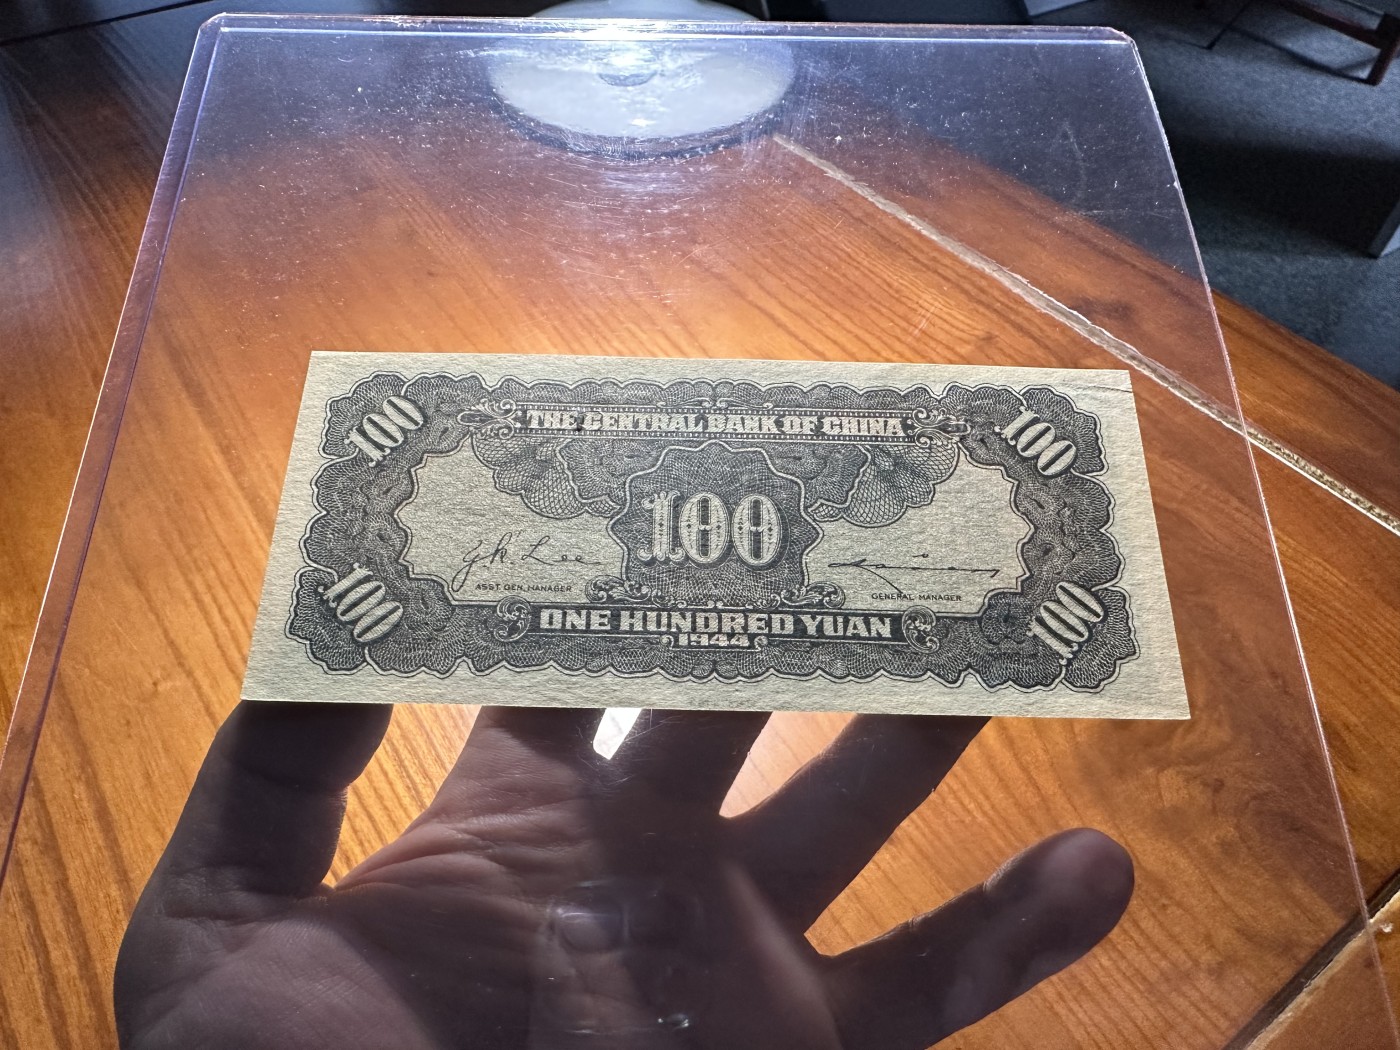 100 100
THE CENTRAL BANK OF CHINA
100
Y.K. Lee
ASST. GEN. MANAGER GENERAL MANAGER
100 100
ONE HUNDRED YUAN
1944